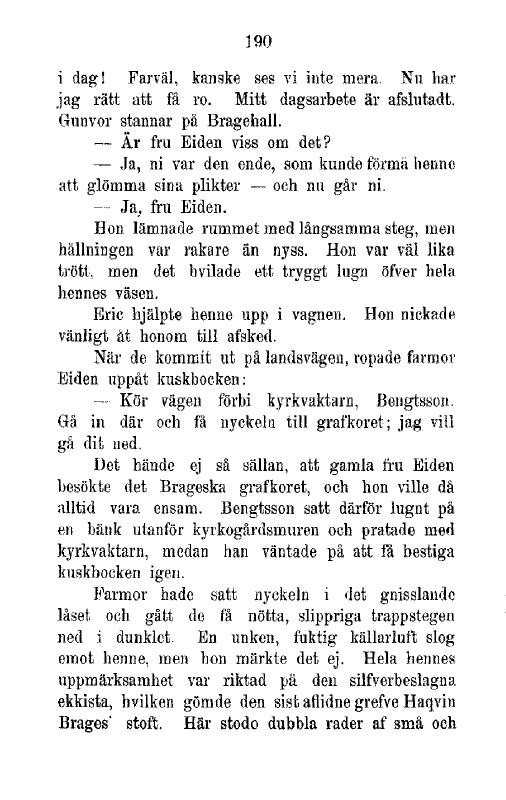 190
i dag! Farväl, kanske ses vi inte mera. Nu har
jag rätt att få ro. Mitt dagsarbete är afslutadt.
Gunvor stannar på Bragehall.
— Är fru Eiden viss om det?
— Ja, ni var den ende, som kunde förmå henne
att glömma sina plikter — och nu går ni.
— Ja, fru Eiden.
Hon lämnade rummet med långsamma steg, men
hållningen var rakare än nyss. Hon var väl lika
trött, men det hvilade ett tryggt lugn öfver hela
hennes väsen.
Eric hjälpte henne upp i vagnen. Hon nickade
vänligt åt honom till afsked.
När de kommit ut på landsvägen, ropade farmor
Eiden uppåt kuskbocken:
— Kör vägen förbi kyrkvaktarn, Bengtsson.
Gå in där och få nyckeln till grafkoret; jag vill
gå dit ned.
Det hände ej så sällan, att gamla fru Eiden
besökte det Brageska grafkoret, och hon ville då
alltid vara ensam. Bengtsson satt därför lugnt på
en bänk utanför kyrkogårdsmuren och pratade med
kyrkvaktarn, medan han väntade på att få bestiga
kuskbocken igen.
Farmor hade satt nyckeln i det gnisslande
låset och gått de få nötta, slippriga trappstegen
ned i dunklet. En unken, fuktig källarluft slog
emot henne, men hon märkte det ej. Hela hennes
uppmärksamhet var riktad på den silfverbeslagna
ekkista, hvilken gömde den sist aflidne grefve Haqvin
Brages' stoft. Här stodo dubbla rader af små och